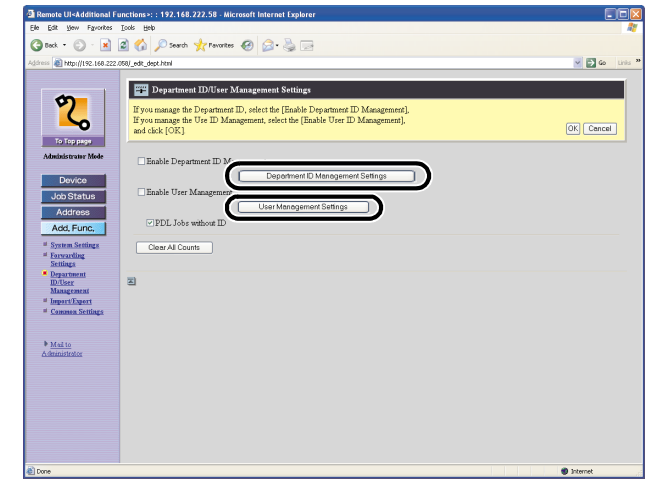 Remote UI<Additional Functions>: : 192.168.222.58 - Microsoft Internet Explorer
File Edit View Favorites Tools Help
Back Search Favorites
Address http://192.168.222.058/_edt_dept.html Go Links »
To Top page
Administrator Mode
Device
Job Status
Address
Add. Func.
System Settings
Forwarding
Settings
Department
ID/User
Management
Import/Export
Common Settings
Mail to
Administrator
Department ID/User Management Settings
If you manage the Department ID, select the [Enable Department ID Management],
If you manage the Use ID Management, select the [Enable User ID Management],
and click [OK]
OK Cancel
Enable Department ID M
Department ID Management Settings
Enable User Management
User Management Settings
PDL Jobs without ID
Clear All Counts
Done Internet